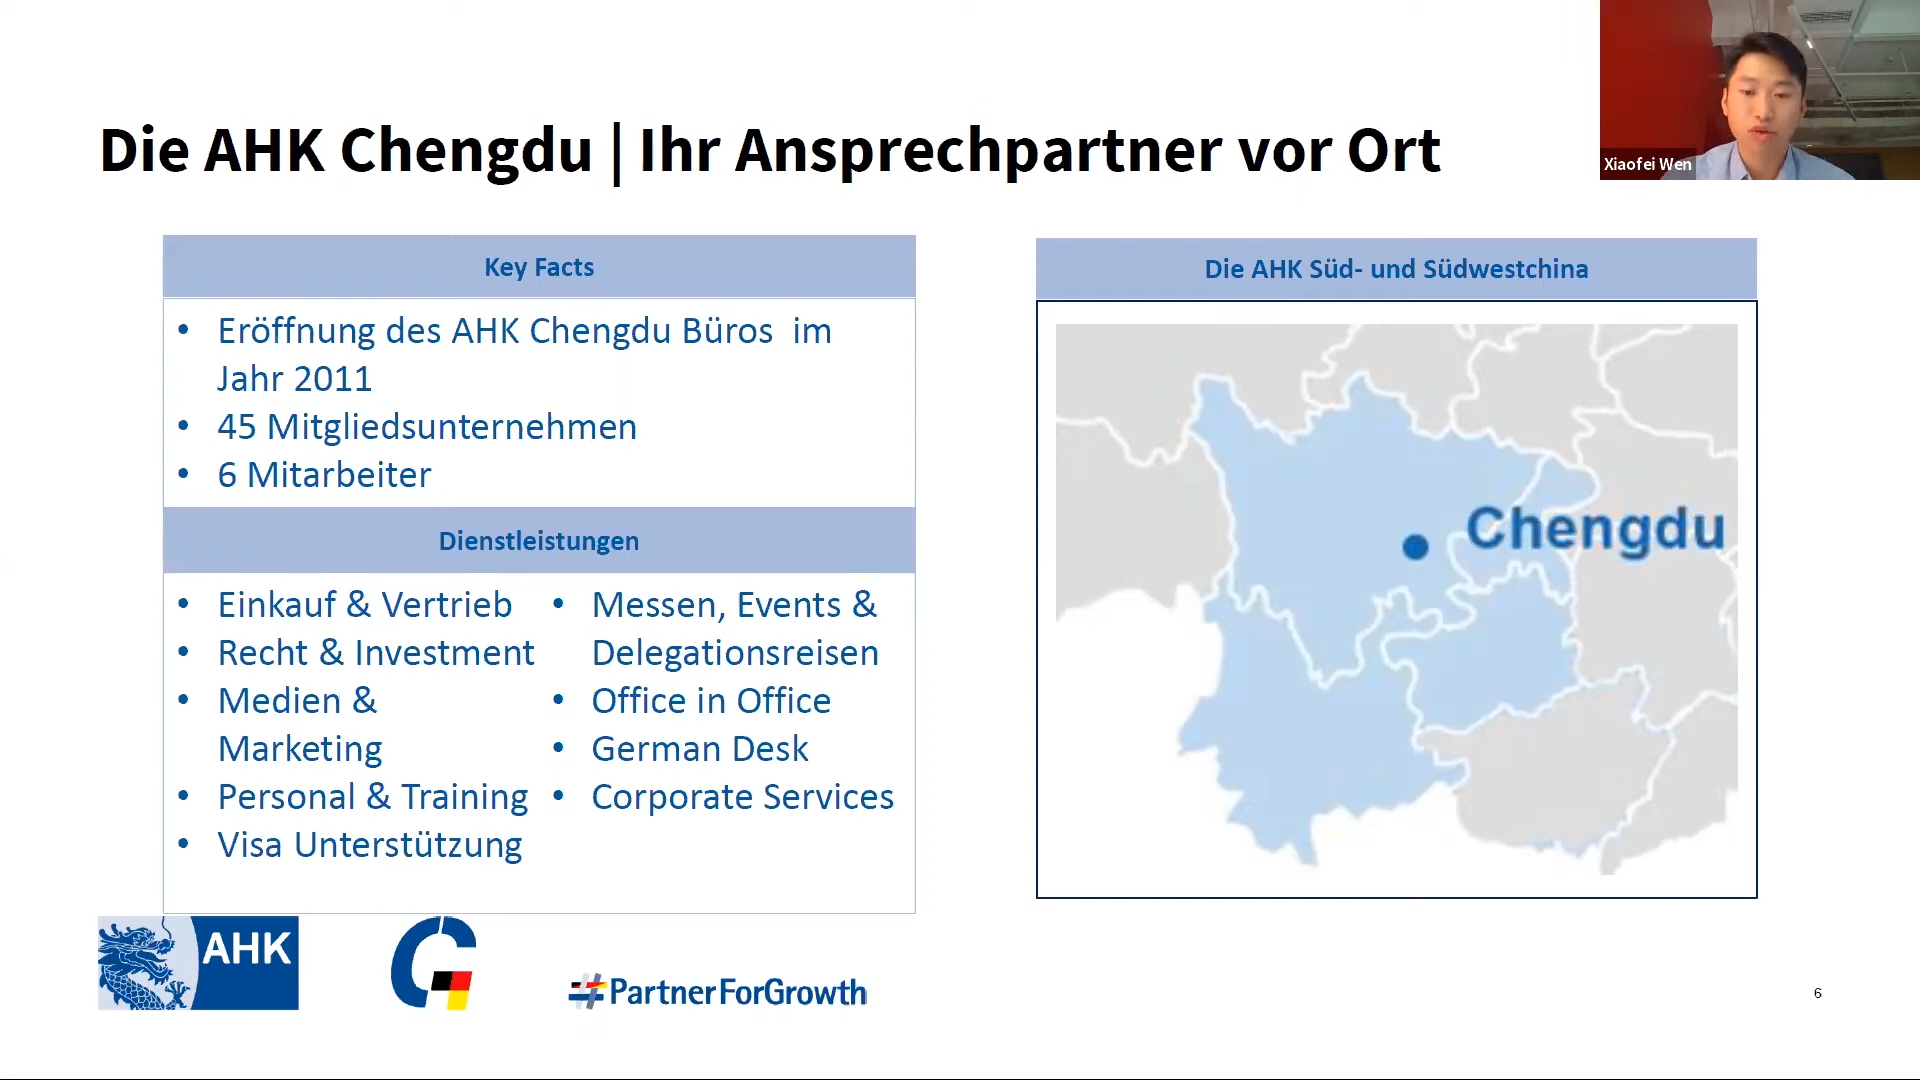 Die AHK Chengdu | Ihr Ansprechpartner vor Ort
Xiaofei Wen
Key Facts
• Eröffnung des AHK Chengdu Büros im
Jahr 2011
• 45 Mitgliedsunternehmen
• 6 Mitarbeiter
Dienstleistungen
• Einkauf & Vertrieb
• Recht & Investment
• Medien &
Marketing
• Personal & Training
• Visa Unterstützung
• Messen, Events &
Delegationsreisen
• Office in Office
• German Desk
• Corporate Services
Die AHK Süd- und Südwestchina
Chengdu
AHK
#PartnerForGrowth
6